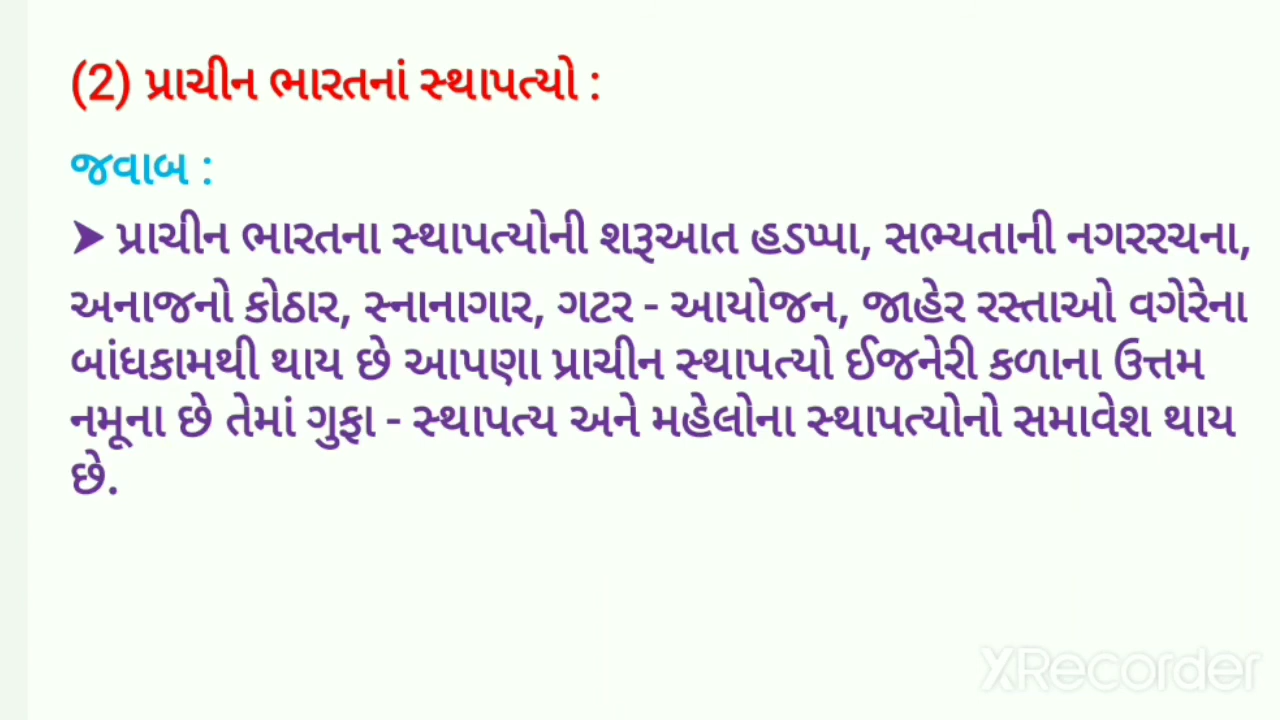 (2) પ્રાચીન ભારતનાં સ્થાપત્યો :
જવાબ :
➤ પ્રાચીન ભારતના સ્થાપત્યોની શરૂઆત હડપ્પા, સભ્યતાની નગરરચના,
અનાજનો કોઠાર, સ્નાનાગાર, ગટર - આયોજન, જાહેર રસ્તાઓ વગેરેના
બાંધકામથી થાય છે આપણા પ્રાચીન સ્થાપત્યો ઈજનેરી કળાના ઉત્તમ
નમૂના છે તેમાં ગુફા - સ્થાપત્ય અને મહેલોના સ્થાપત્યોનો સમાવેશ થાય
છે.
XRecorder